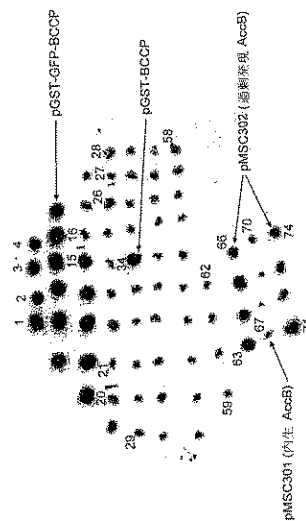 1 2 3 4
pGST-GFP-BCCP
15 16
20 21 26 27 28
29 34
pGST-BCCP
58
59 62
63 66
pMSC302 (過剰発現 AccB)
67 70
74
pMSC301 (内生 AccB)